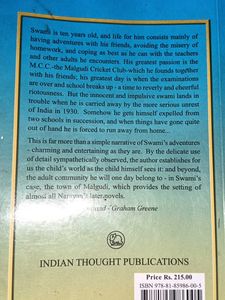 Swami is ten years old, and life for him consists mainly of
having adventures with his friends, avoiding the misery of
homework, and coping as best as he can with the teachers
and other adults he encounters. His greatest passion is the
M.C.C.-the Malgudi Cricket Club-which he founds together
with his friends; his greatest day is when the examinations
are over and school breaks up - a time to revelry and cheerful
riotousness. But the innocent and impulsive swami lands in
trouble when he is carried away by the more serious unrest
of India in 1930. Somehow he gets himself expelled from
two schools in succession, and when things have gone quite
out of hand he is forced to run away from home...
This is far more than a simple narrative of Swami's adventures
- charming and entertaining as they are. By the delicate use
of detail sympathetically observed, the author establishes for
us the child's world as the child himself sees it: and beyond,
the adult community he will one day belong to - in Swami's
case, the town of Malgudi, which provides the setting of
almost all Narayan's later novels.
- Graham Greene
INDIAN THOUGHT PUBLICATIONS
Price Rs. 215.00
ISBN 978-81-85986-00-5